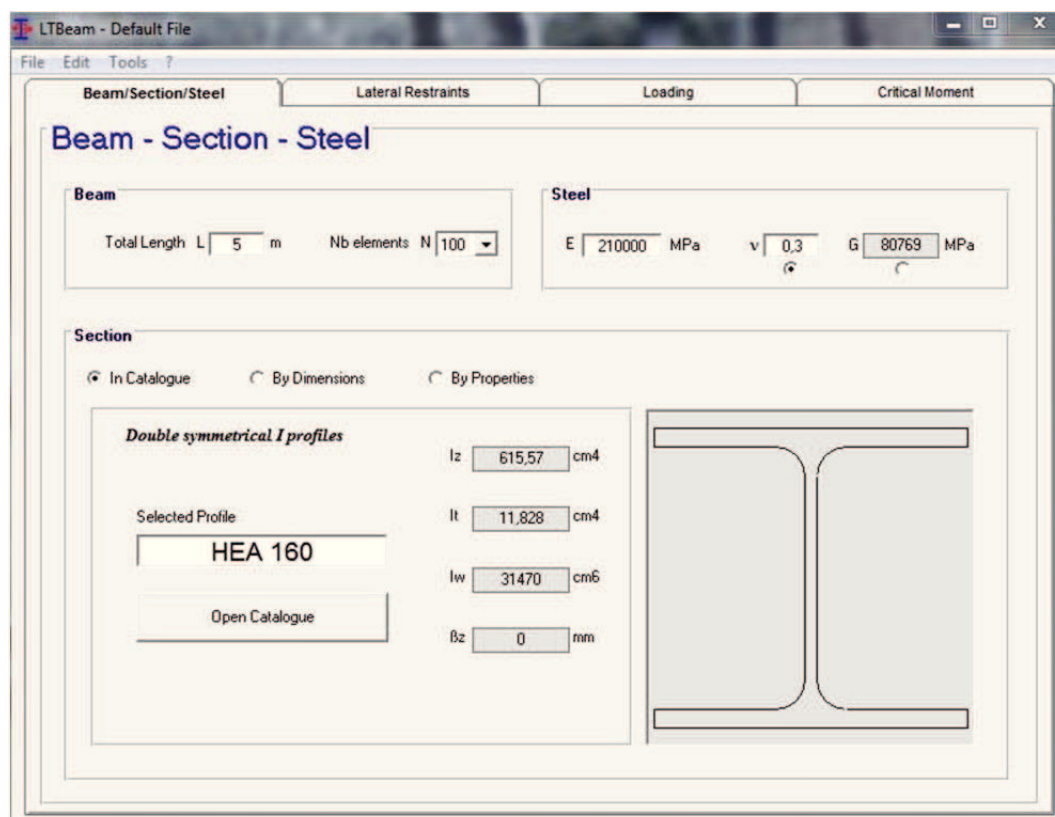 LTBeam - Default File
File Edit Tools ?
Beam/Section/Steel Lateral Restraints Loading Critical Moment
Beam - Section - Steel
Beam
Total Length L 5 m Nb elements N 100
Steel
E 210000 MPa ν 0,3 G 80769 MPa
Section
In Catalogue By Dimensions By Properties
Double symmetrical I profiles
Selected Profile
HEA 160
Open Catalogue
Iz 615,57 cm4
It 11,828 cm4
Iw 31470 cm6
ßz 0 mm